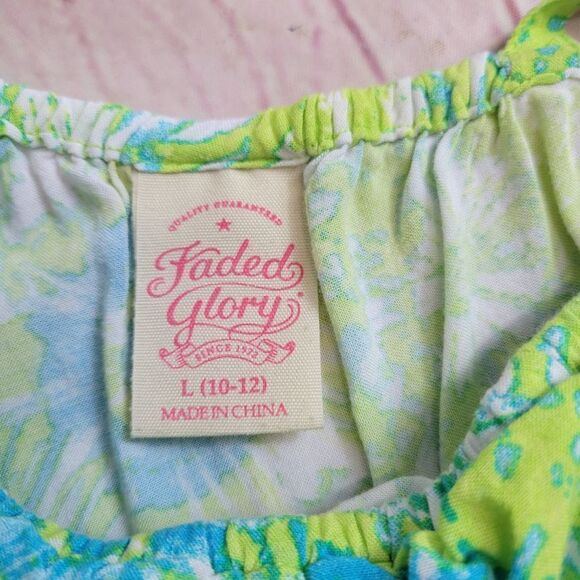 QUALITY GUARANTEED
Faded
Glory
SINCE 1972
L (10-12)
MADE IN CHINA